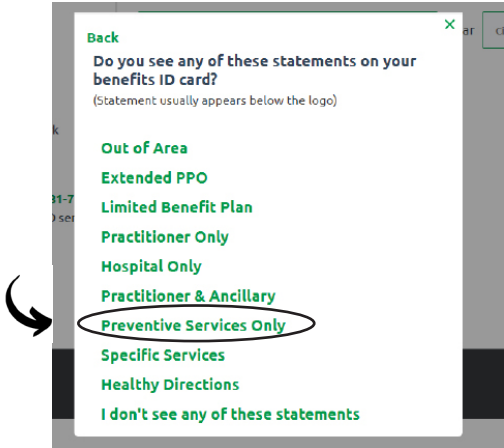 Back
Do you see any of these statements on your
benefits ID card?
(Statement usually appears below the logo)
Out of Area
Extended PPO
Limited Benefit Plan
Practitioner Only
Hospital Only
Practitioner & Ancillary
Preventive Services Only
Specific Services
Healthy Directions
I don't see any of these statements